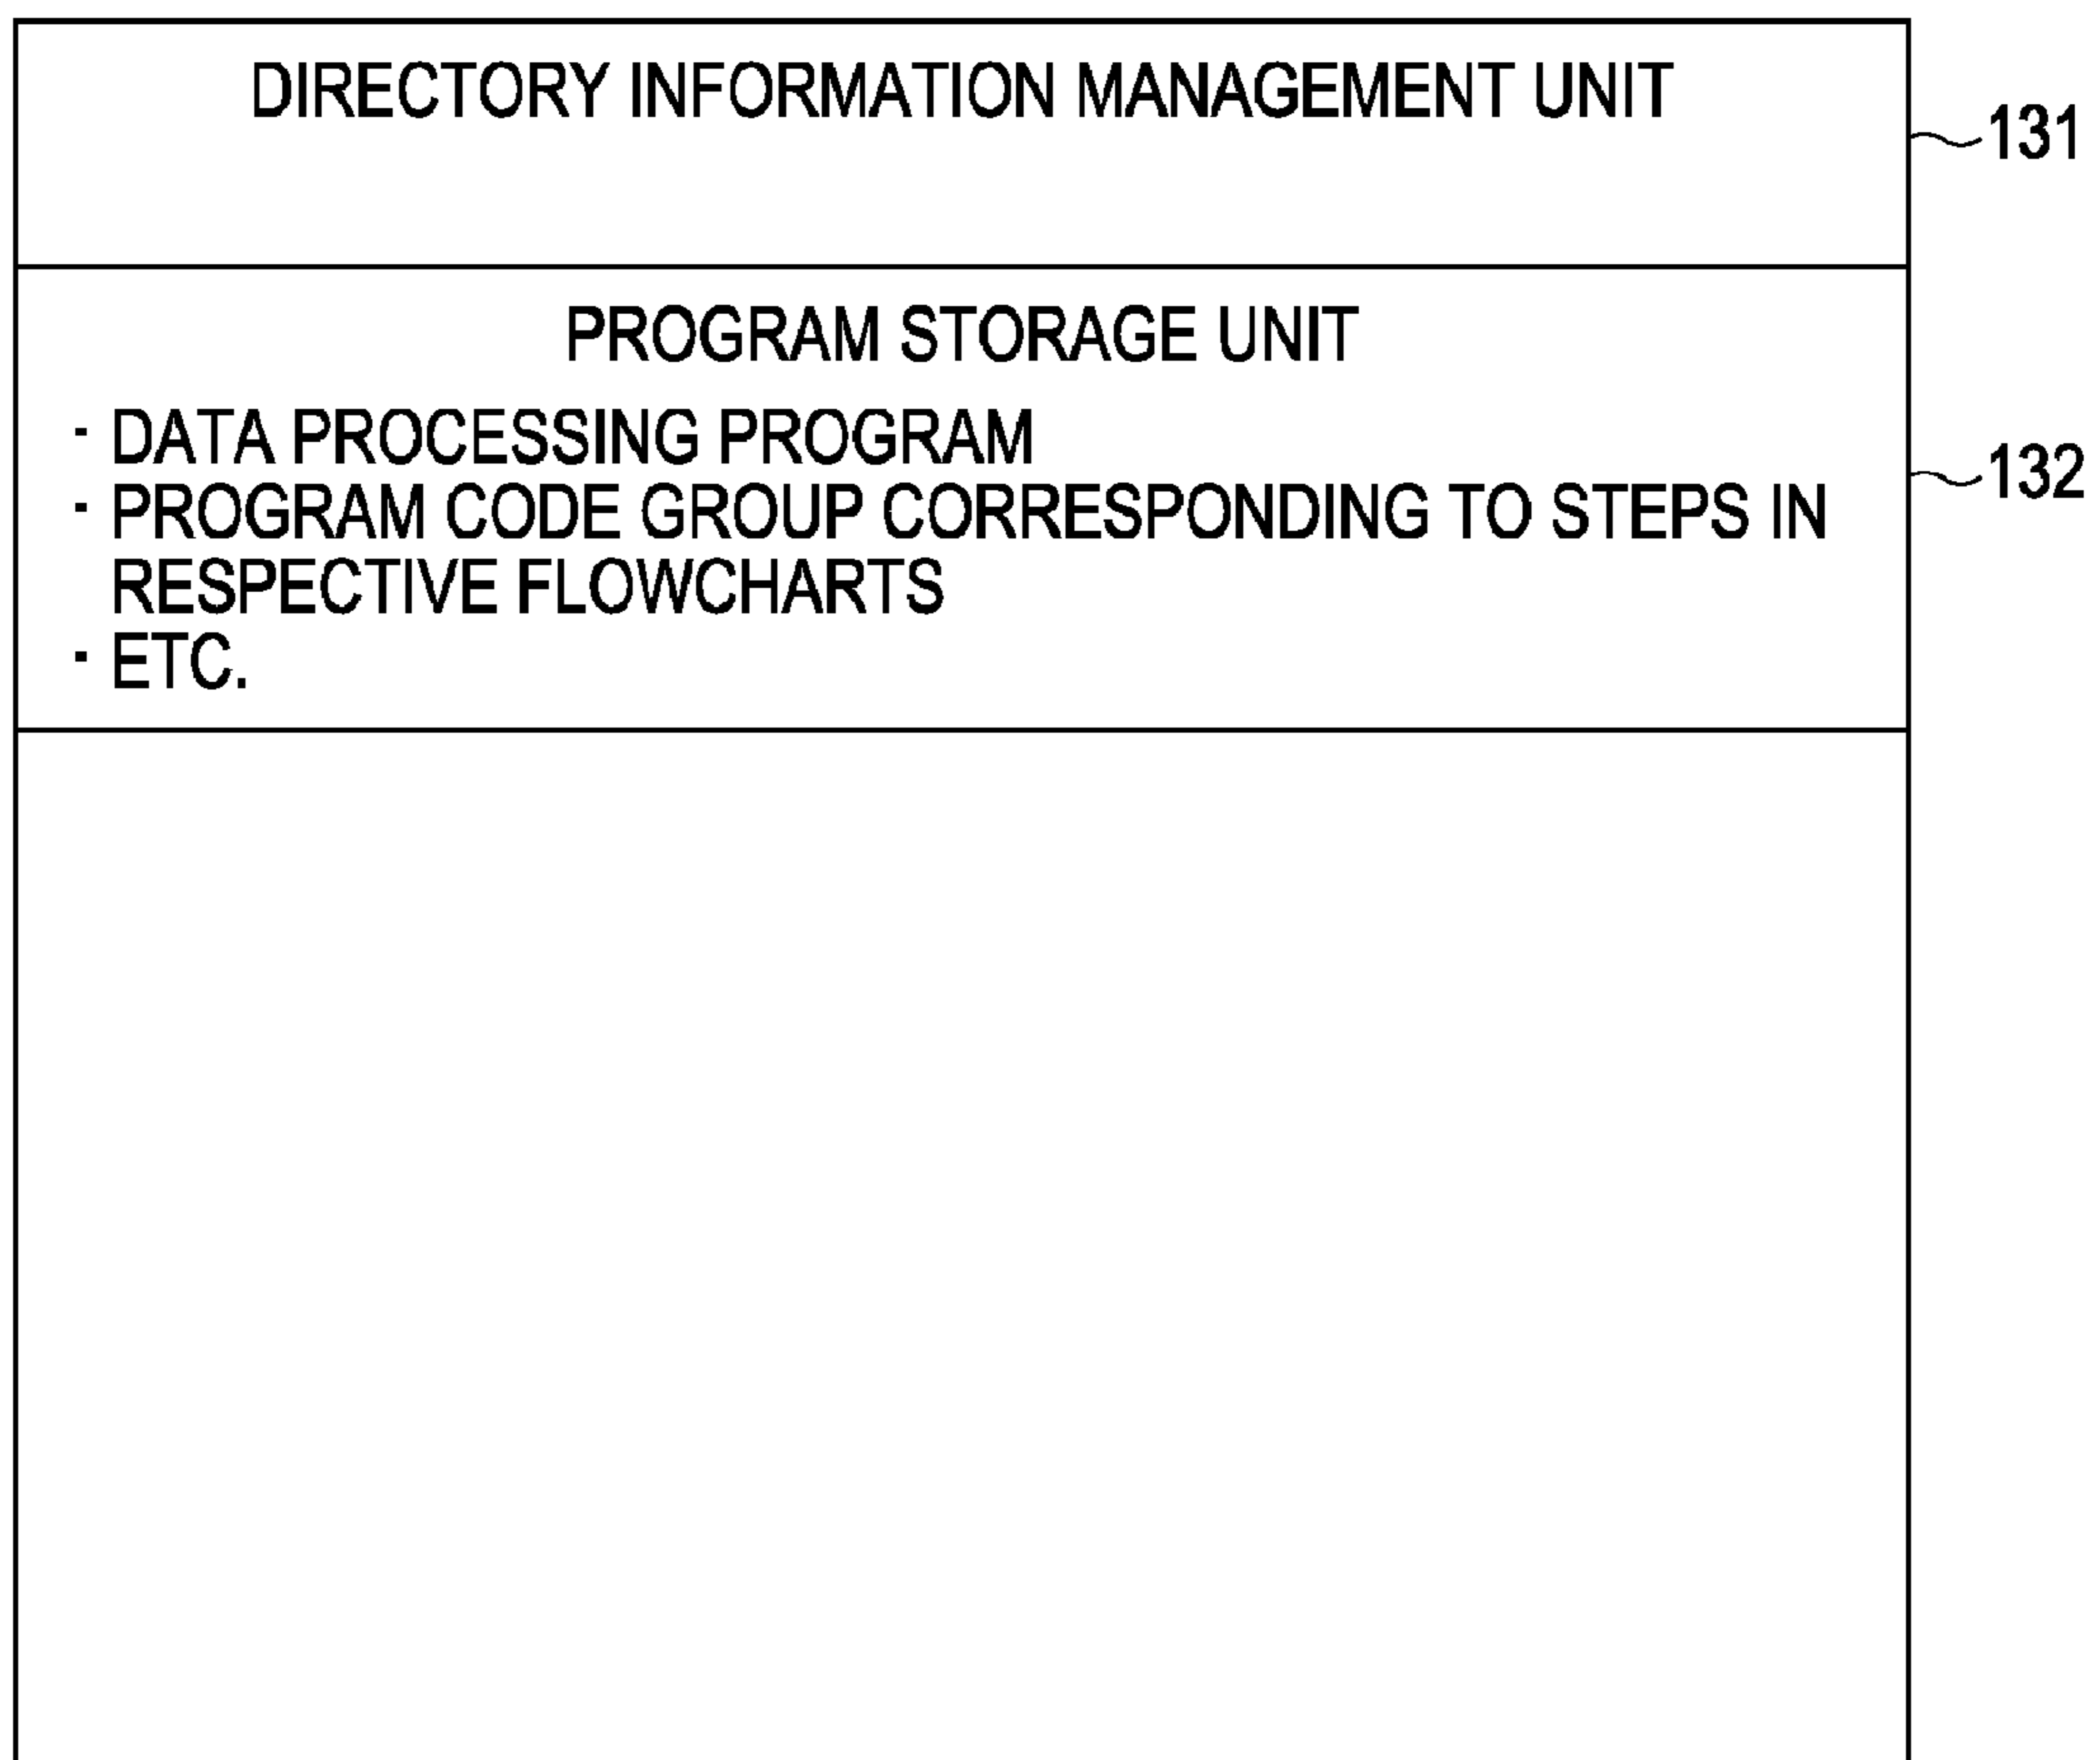 DIRECTORY INFORMATION MANAGEMENT UNIT
131
PROGRAM STORAGE UNIT
· DATA PROCESSING PROGRAM
132
· PROGRAM CODE GROUP CORRESPONDING TO STEPS IN
RESPECTIVE FLOWCHARTS
· ETC.